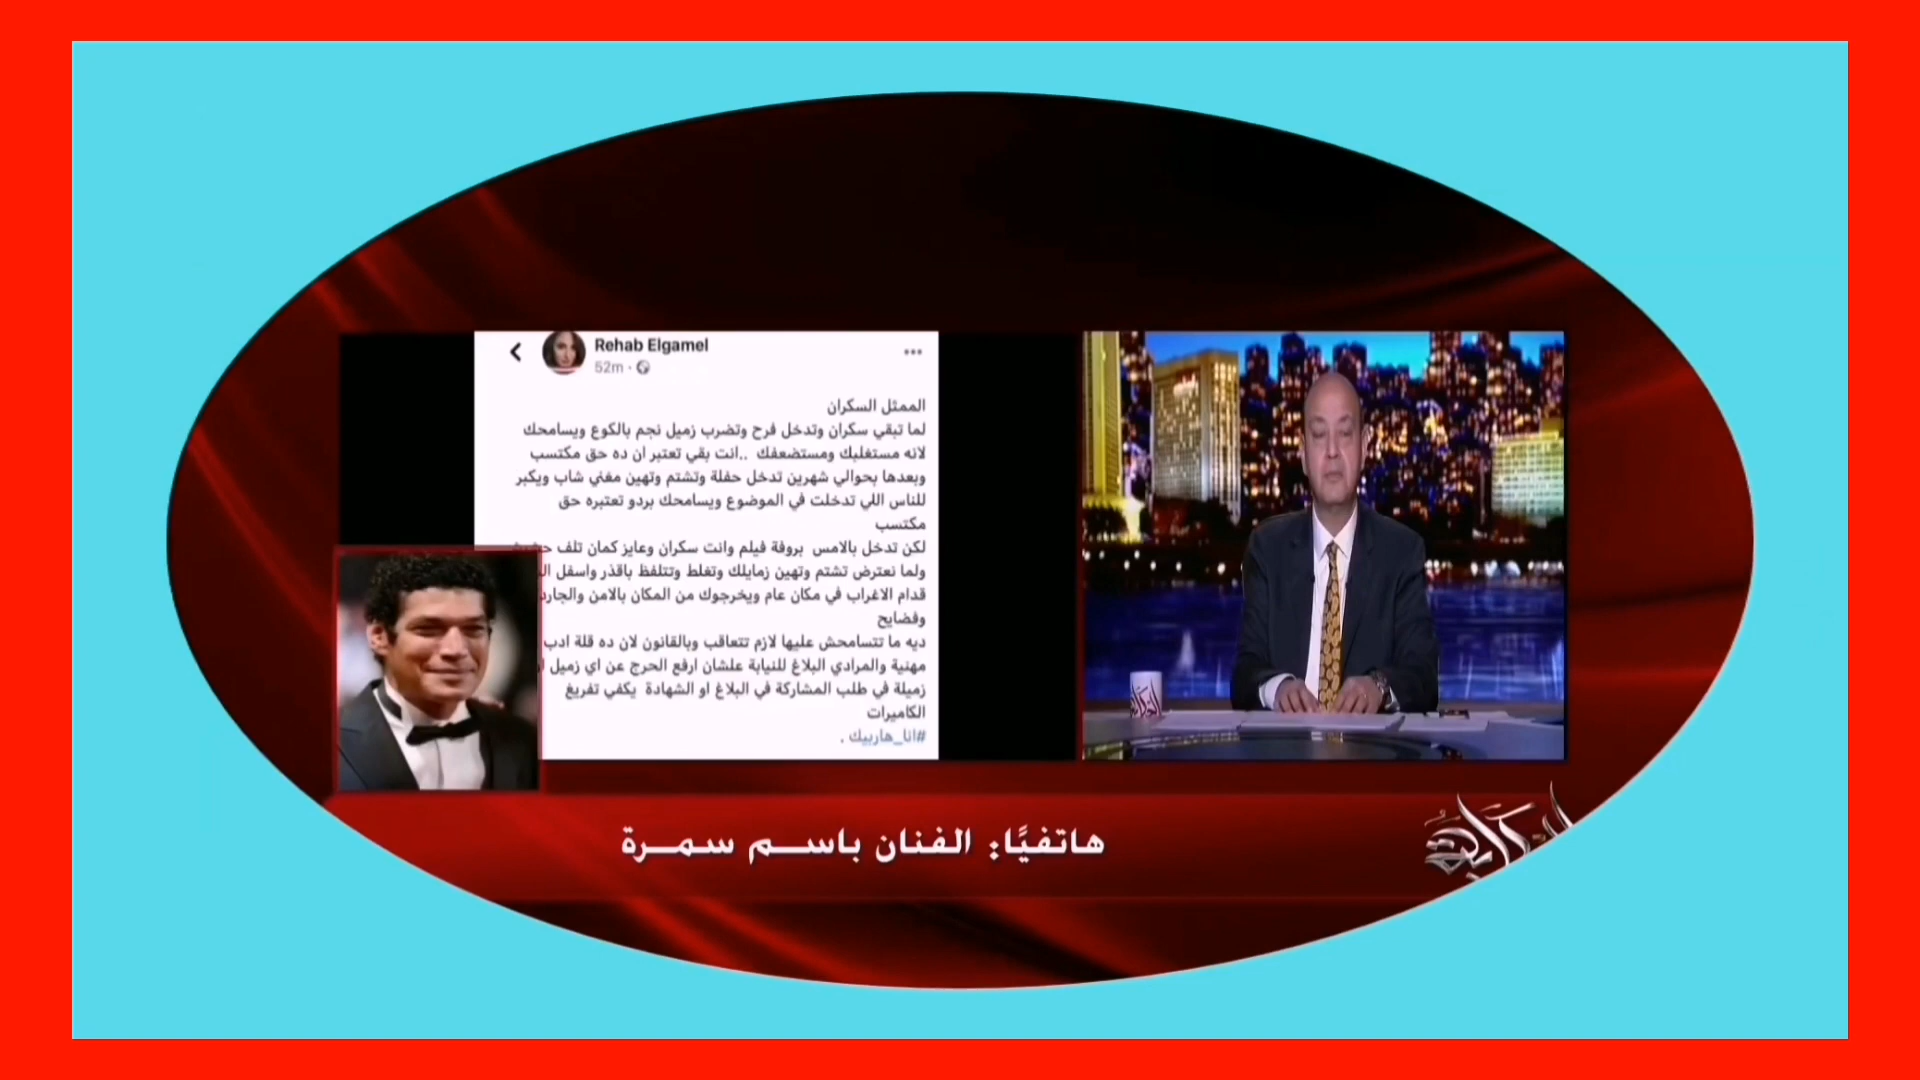 Rehab Elgamel
52m
الممثل السكران
لما تبقي سكران وتدخل فرح وتضرب زميل نجم بالكوع ويسامحك
لانه مستغلبك ومستضعفك ..انت بقي تعتبر ان ده حق مكتسب
وبعدها بحوالي شهرين تدخل حفلة وتشتم وتهين مغني شاب ويكبر
للناس اللي تدخلت في الموضوع ويسامحك بردو تعتبره حق
مكتسب
لكن تدخل بالامس بروفة فيلم وانت سكران وعايز كمان تلف
ولما نعترض تشتم وتهين زمايلك وتغلط وتتلفظ باقذر واسفل
قدام الاغراب في مكان عام ويخرجوك من المكان بالامن والجارد
وفضايح
ديه ما تتسامحش عليها لازم تتعاقب وبالقانون لان ده قلة ادب
مهنية والمرادي البلاغ للنيابة علشان ارفع الحرج عن اي زميل
زميلة في طلب المشاركة في البلاغ او الشهادة يكفي تفريغ
الكاميرات
#انا_هاربيك .
هاتفيًا: الفنان باسم سمرة
الحكاية